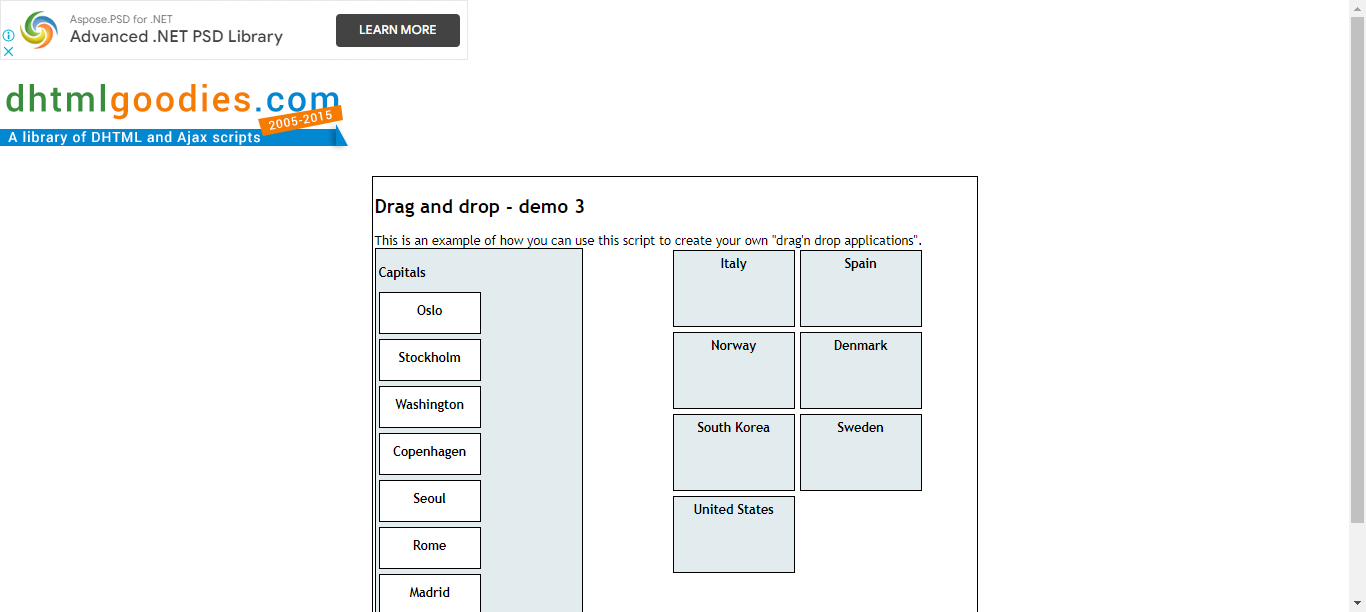 Aspose.PSD for .NET
Advanced .NET PSD Library
LEARN MORE
dhtmlgoodies.com
2005-2015
A library of DHTML and Ajax scripts
Drag and drop - demo 3
This is an example of how you can use this script to create your own "drag'n drop applications".
Capitals
Oslo
Stockholm
Washington
Copenhagen
Seoul
Rome
Madrid
Italy
Spain
Norway
Denmark
South Korea
Sweden
United States